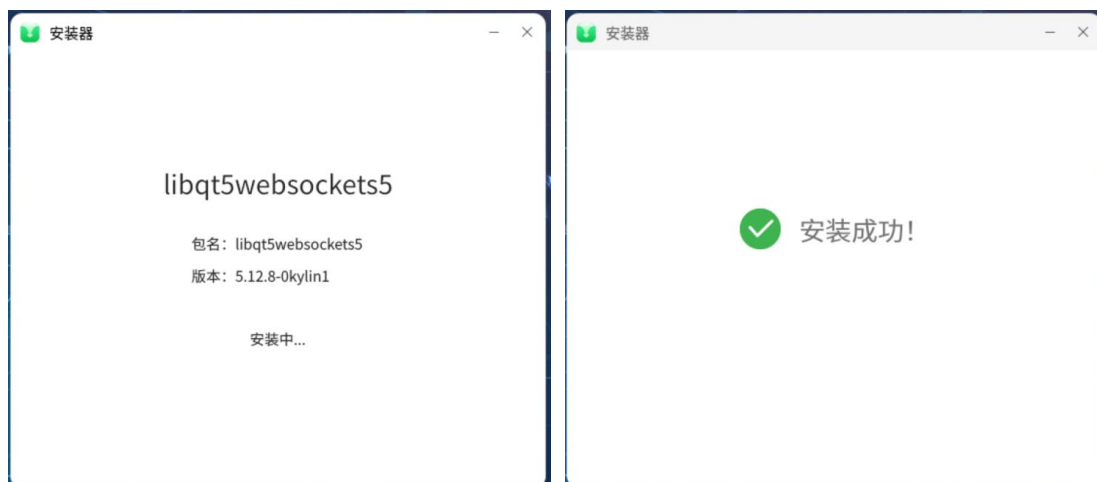 安装器
libqt5websockets5
包名：libqt5websockets5
版本：5.12.8-0kylin1
安装中...
安装器
安装成功！